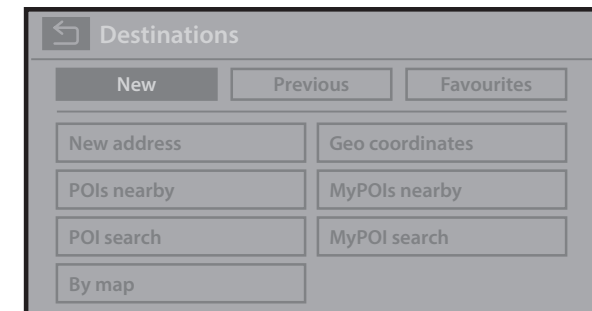 Destinations
New Previous Favourites
New address Geo coordinates
POIs nearby MyPOIs nearby
POI search MyPOI search
By map